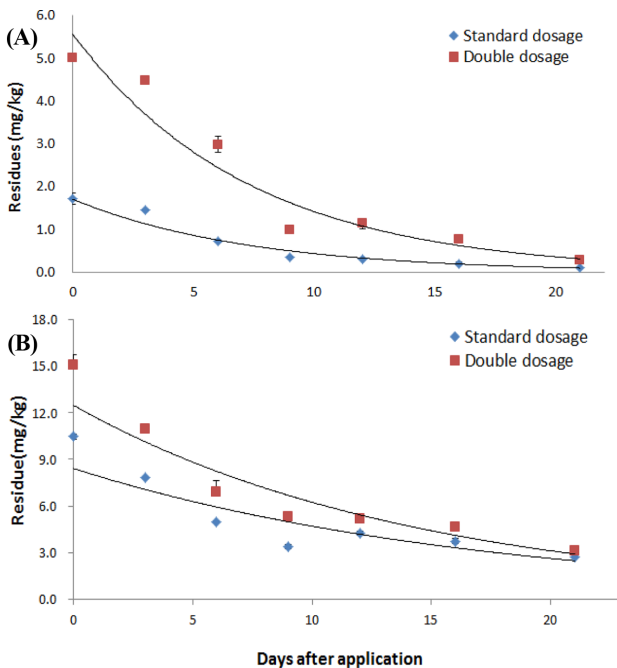 (A)
6.0
5.0
4.0
3.0
2.0
1.0
0.0
Residues (mg/kg)
Standard dosage
Double dosage
0 5 10 15 20
(B)
18.0
15.0
12.0
9.0
6.0
3.0
0.0
Residue(mg/kg)
Standard dosage
Double dosage
0 5 10 15 20
Days after application